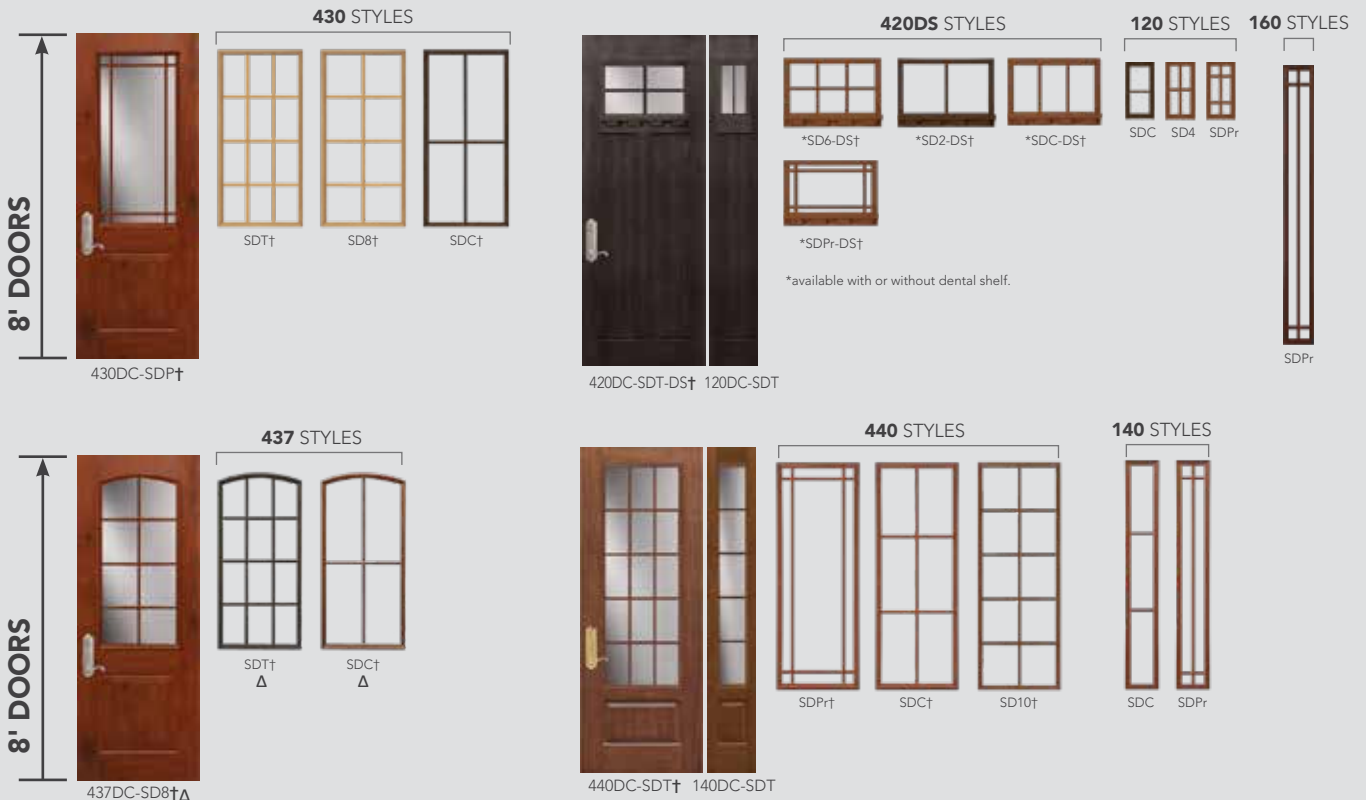 8' DOORS
430DC-SDP†
430 STYLES
SDT†
SD8†
SDC†
420DC-SDT-DS†
120DC-SDT
420DS STYLES
*SD6-DS†
*SD2-DS†
*SDC-DS†
*SDPr-DS†
*available with or without dental shelf.
120 STYLES
SDC
SD4
SDPr
160 STYLES
SDPr
8' DOORS
437DC-SD8†Δ
437 STYLES
SDT†
Δ
SDC†
Δ
440DC-SDT†
140DC-SDT
440 STYLES
SDPr†
SDC†
SD10†
140 STYLES
SDC
SDPr